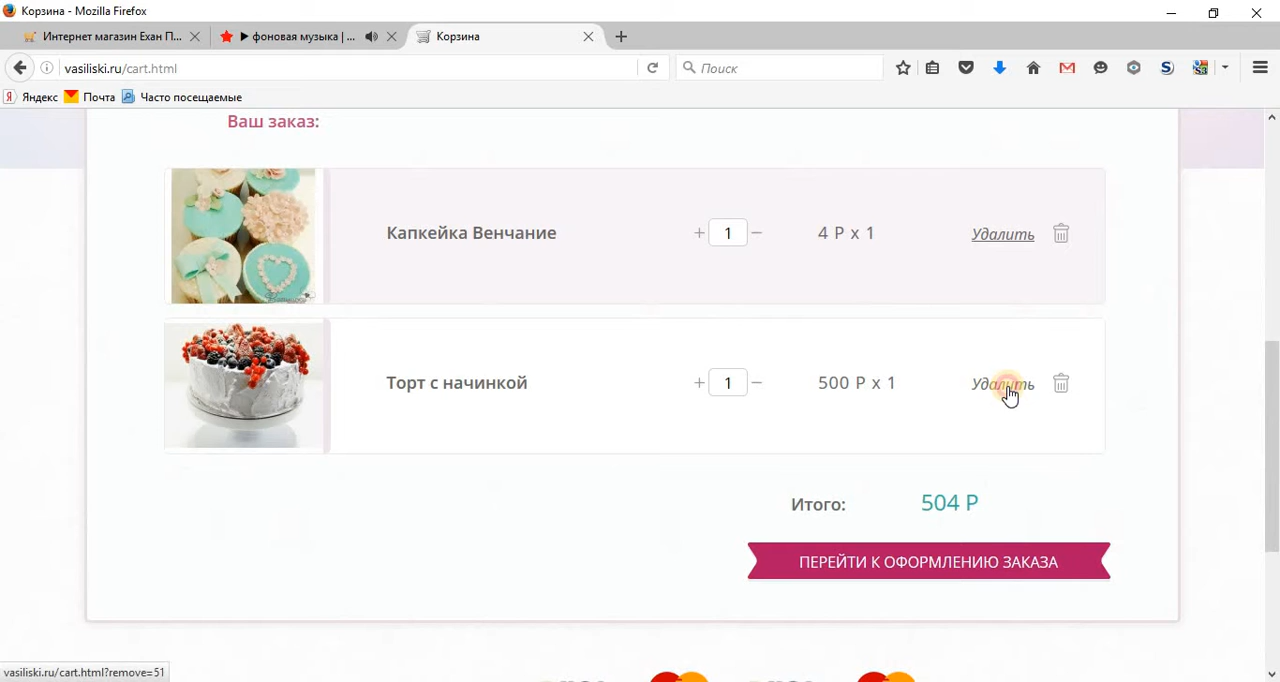 Корзина - Mozilla Firefox
Интернет магазин Ехан П...
фоновая музыка | ...
Корзина
vasiliski.ru/cart.html
Поиск
Яндекс
Почта
Часто посещаемые
Ваш заказ:
Капкейка Венчание
+ 1 −
4 Р x 1
Удалить
Торт с начинкой
+ 1 −
500 Р x 1
Удалить
Итого: 504 Р
ПЕРЕЙТИ К ОФОРМЛЕНИЮ ЗАКАЗА
vasiliski.ru/cart.html?remove=51